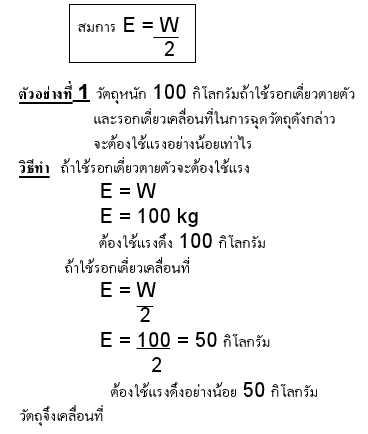 สมการ E = W
2
ตัวอย่างที่ 1 วัตถุหนัก 100 กิโลกรัมถ้าใช้รอกเดี่ยวตายตัว
และรอกเดี่ยวเคลื่อนที่ในการฉุดวัตถุดังกล่าว
จะต้องใช้แรงอย่างน้อยเท่าไร
วิธีทำ ถ้าใช้รอกเดี่ยวตายตัวจะต้องใช้แรง
E = W
E = 100 kg
ต้องใช้แรงดึง 100 กิโลกรัม
ถ้าใช้รอกเดี่ยวเคลื่อนที่
E = W
2
E = 100 = 50 กิโลกรัม
2
ต้องใช้แรงดึงอย่างน้อย 50 กิโลกรัม
วัตถุจึงเคลื่อนที่